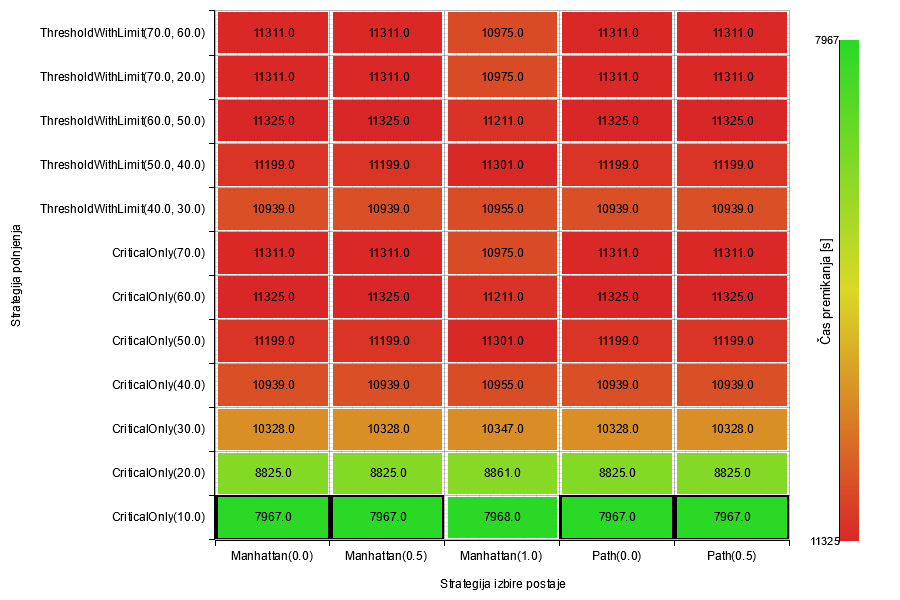 ThresholdWithLimit(70.0, 60.0) 11311.0 11311.0 10975.0 11311.0 11311.0
ThresholdWithLimit(70.0, 20.0) 11311.0 11311.0 10975.0 11311.0 11311.0
ThresholdWithLimit(60.0, 50.0) 11325.0 11325.0 11211.0 11325.0 11325.0
ThresholdWithLimit(50.0, 40.0) 11199.0 11199.0 11301.0 11199.0 11199.0
ThresholdWithLimit(40.0, 30.0) 10939.0 10939.0 10955.0 10939.0 10939.0
CriticalOnly(70.0) 11311.0 11311.0 10975.0 11311.0 11311.0
CriticalOnly(60.0) 11325.0 11325.0 11211.0 11325.0 11325.0
CriticalOnly(50.0) 11199.0 11199.0 11301.0 11199.0 11199.0
CriticalOnly(40.0) 10939.0 10939.0 10955.0 10939.0 10939.0
CriticalOnly(30.0) 10328.0 10328.0 10347.0 10328.0 10328.0
CriticalOnly(20.0) 8825.0 8825.0 8861.0 8825.0 8825.0
CriticalOnly(10.0) 7967.0 7967.0 7968.0 7967.0 7967.0
Manhattan(0.0) Manhattan(0.5) Manhattan(1.0) Path(0.0) Path(0.5)
Strategija izbire postaje
Strategija polnjenja
7967
Čas premikanja [s]
11325